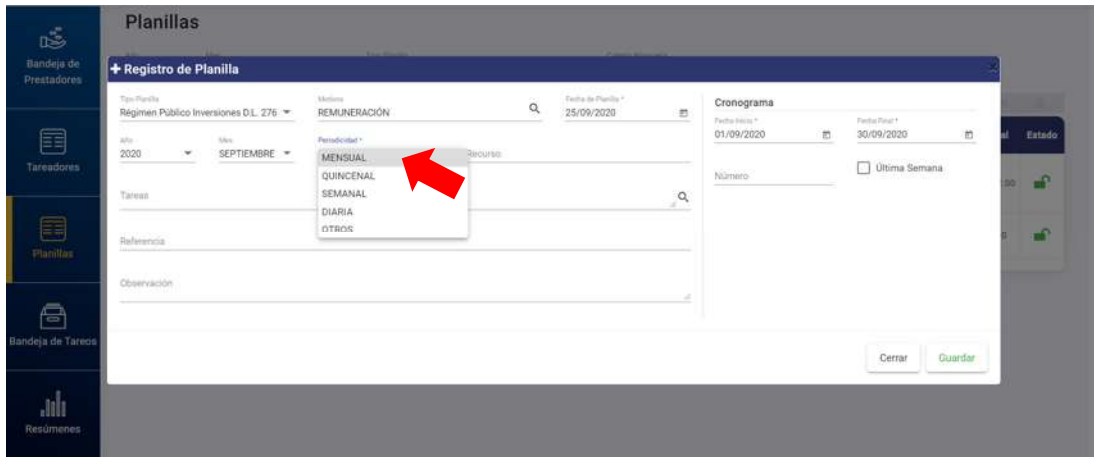 Planillas
Bandeja de
Prestadores
Tareadores
Planillas
Bandeja de Tareos
Resúmenes
+ Registro de Planilla
Tipo Planilla
Régimen Público Inversiones D.L. 276
Motivos
REMUNERACIÓN
Fecha de Planilla *
25/09/2020
Año
2020
Mes
SEPTIEMBRE
Periodicidad *
MENSUAL
QUINCENAL
SEMANAL
DIARIA
OTROS
Recurso
Tareas
Referencia
Observación
Cronograma
Fecha Inicio *
01/09/2020
Fecha Final *
30/09/2020
Número
Última Semana
Cerrar
Guardar
Estado